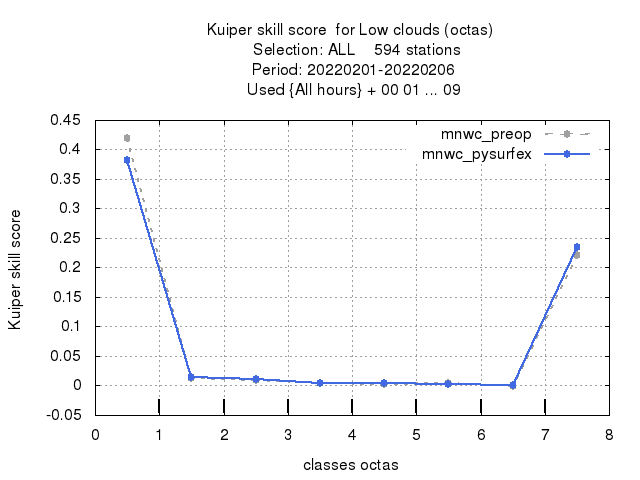 Kuiper skill score  for Low clouds (octas)
Selection: ALL    594 stations
Period: 20220201-20220206
Used {All hours} + 00 01 ... 09
mnwc_preop
mnwc_pysurfex
0.45
0.4
0.35
0.3
0.25
0.2
0.15
0.1
0.05
0
-0.05
Kuiper skill score
0 1 2 3 4 5 6 7 8
classes octas